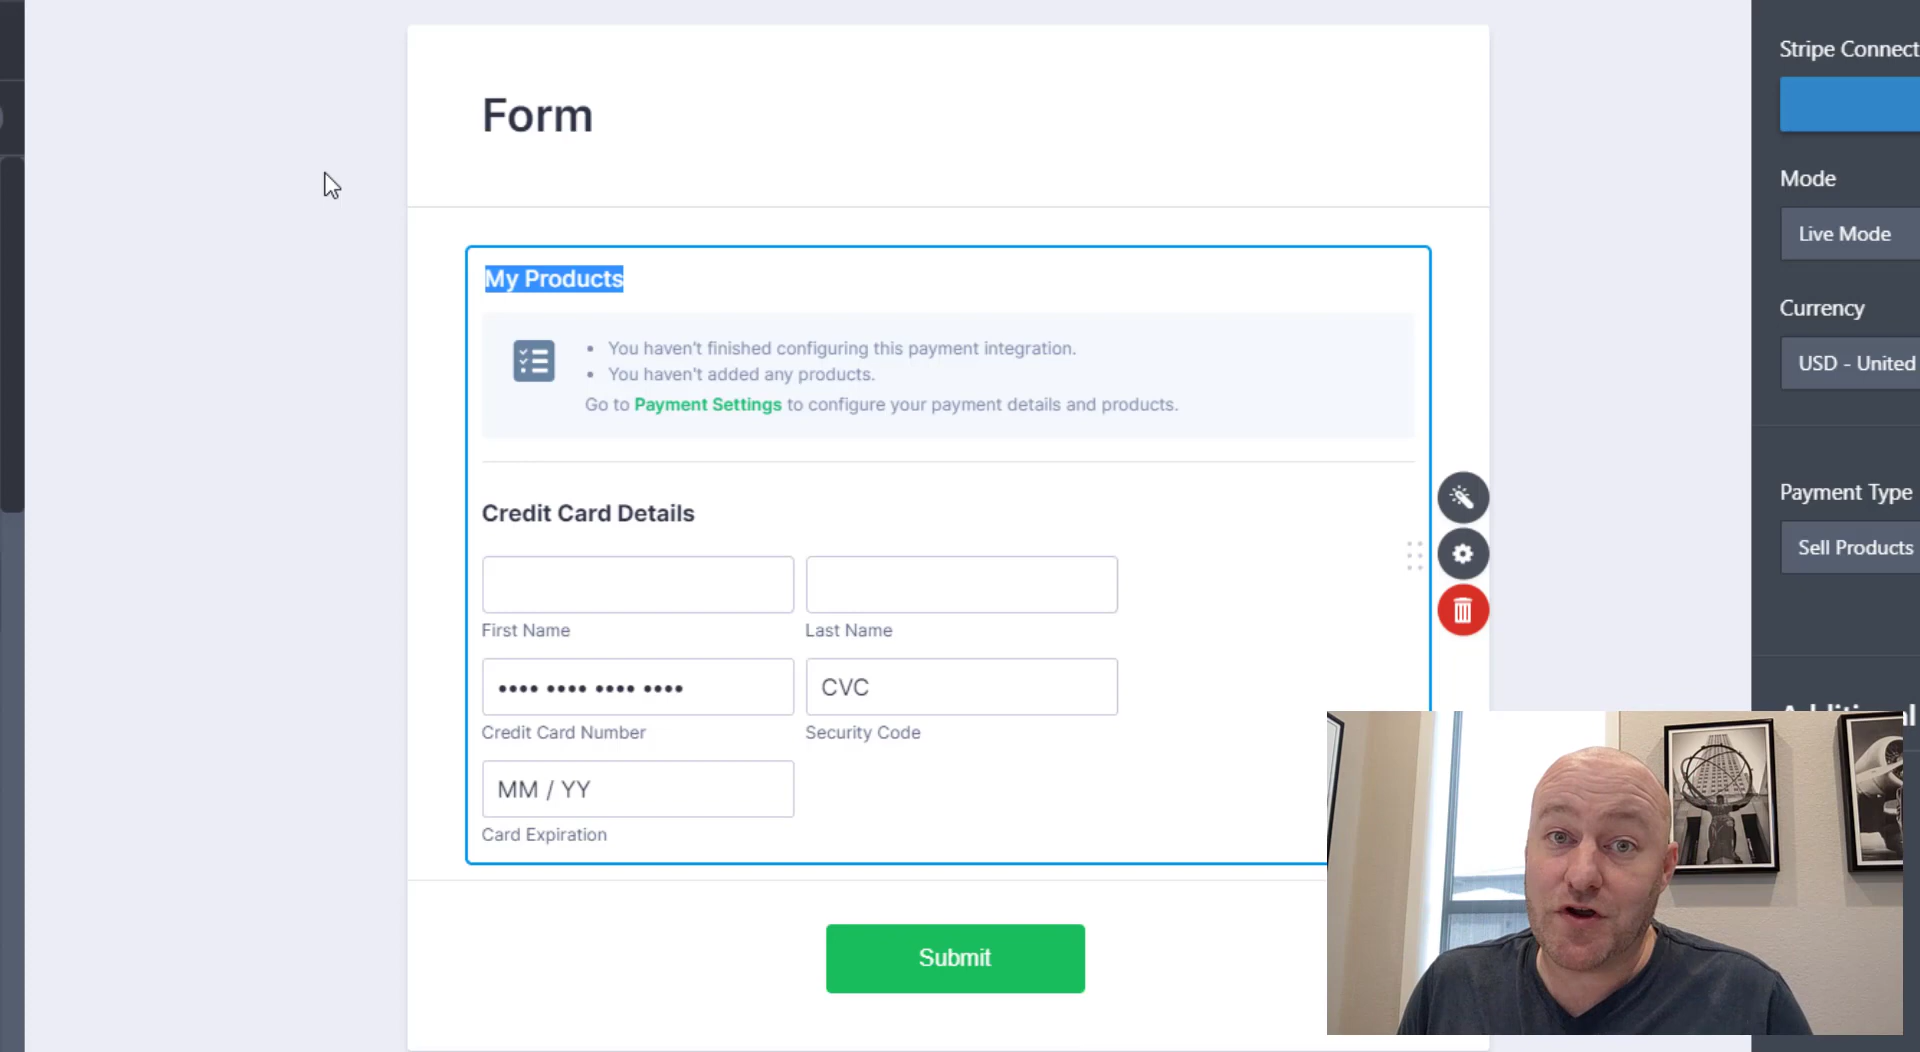 Form
My Products
• You haven't finished configuring this payment integration.
• You haven't added any products.
Go to Payment Settings to configure your payment details and products.
Credit Card Details
First Name
Last Name
•••• •••• •••• ••••
CVC
Credit Card Number
Security Code
MM / YY
Card Expiration
Submit
Stripe Connect
Mode
Live Mode
Currency
USD - United
Payment Type
Sell Products